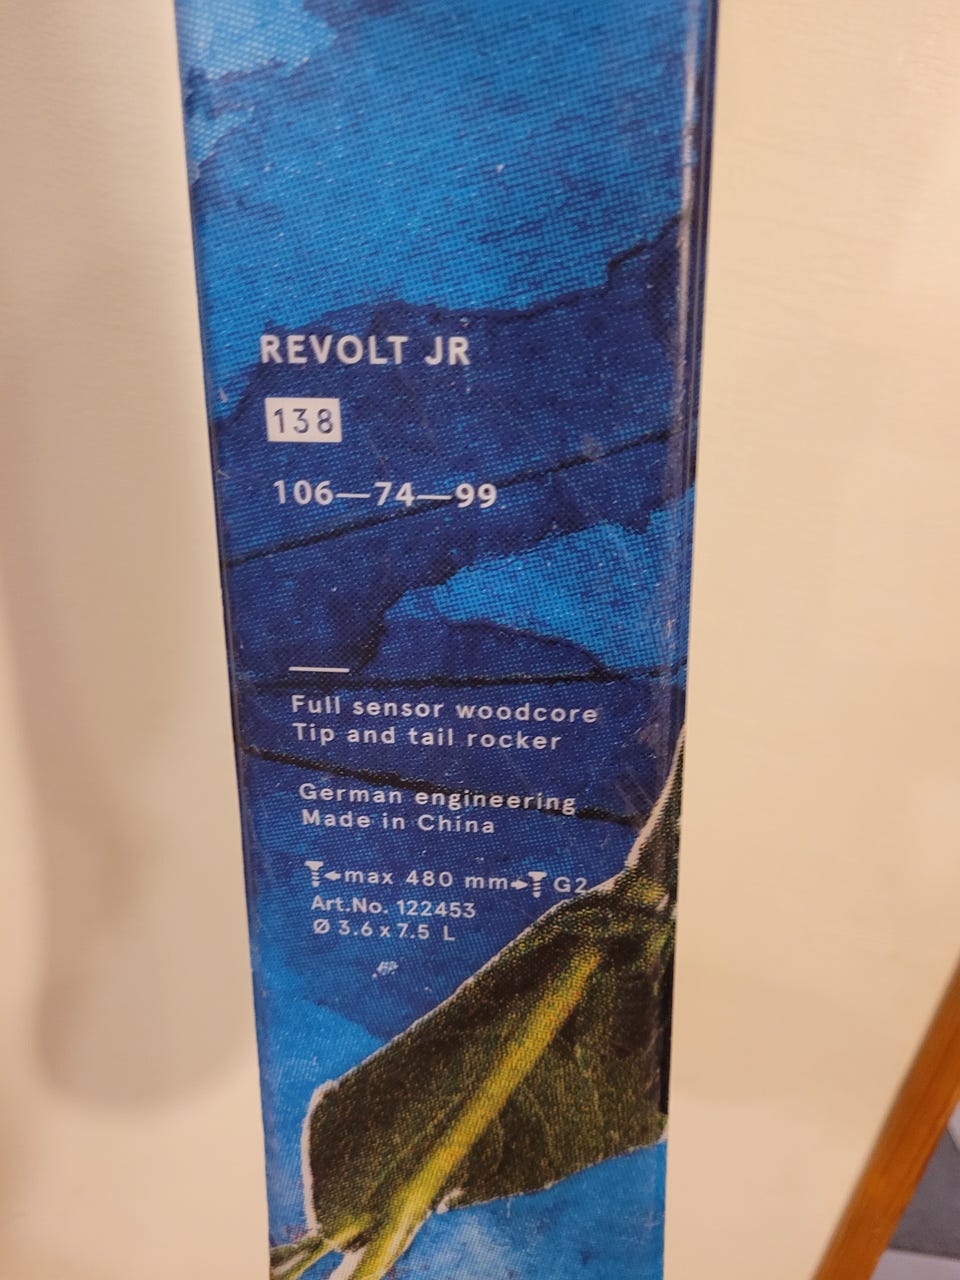 REVOLT JR
138
106—74—99
Full sensor woodcore
Tip and tail rocker
German engineering
Made in China
←max 480 mm→ G2
Art.No. 122453
Ø 3.6 x 7.5 L